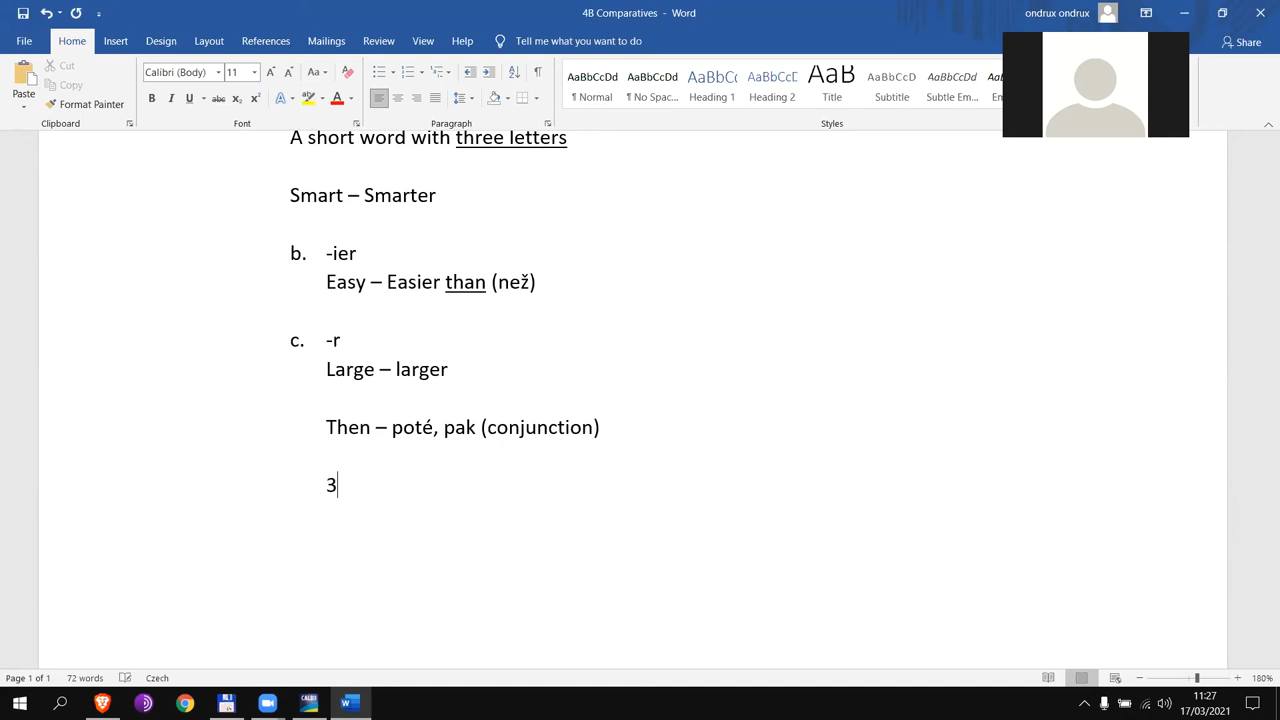 4B Comparatives - Word
ondrux ondrux
File Home Insert Design Layout References Mailings Review View Help Tell me what you want to do Share
Paste
Cut
Copy
Format Painter
Calibri (Body) 11
AaBbCcDd AaBbCcDd AaBbCc AaBbCcD AaB AaBbCcDd AaBbCcDd
¶ Normal ¶ No Spac... Heading 1 Heading 2 Title Subtitle Subtle Em...
Clipboard Font Paragraph Styles
A short word with three letters
Smart – Smarter
b. -ier
Easy – Easier than (než)
c. -r
Large – larger
Then – poté, pak (conjunction)
3
Page 1 of 1 72 words Czech 180%
11:27
17/03/2021